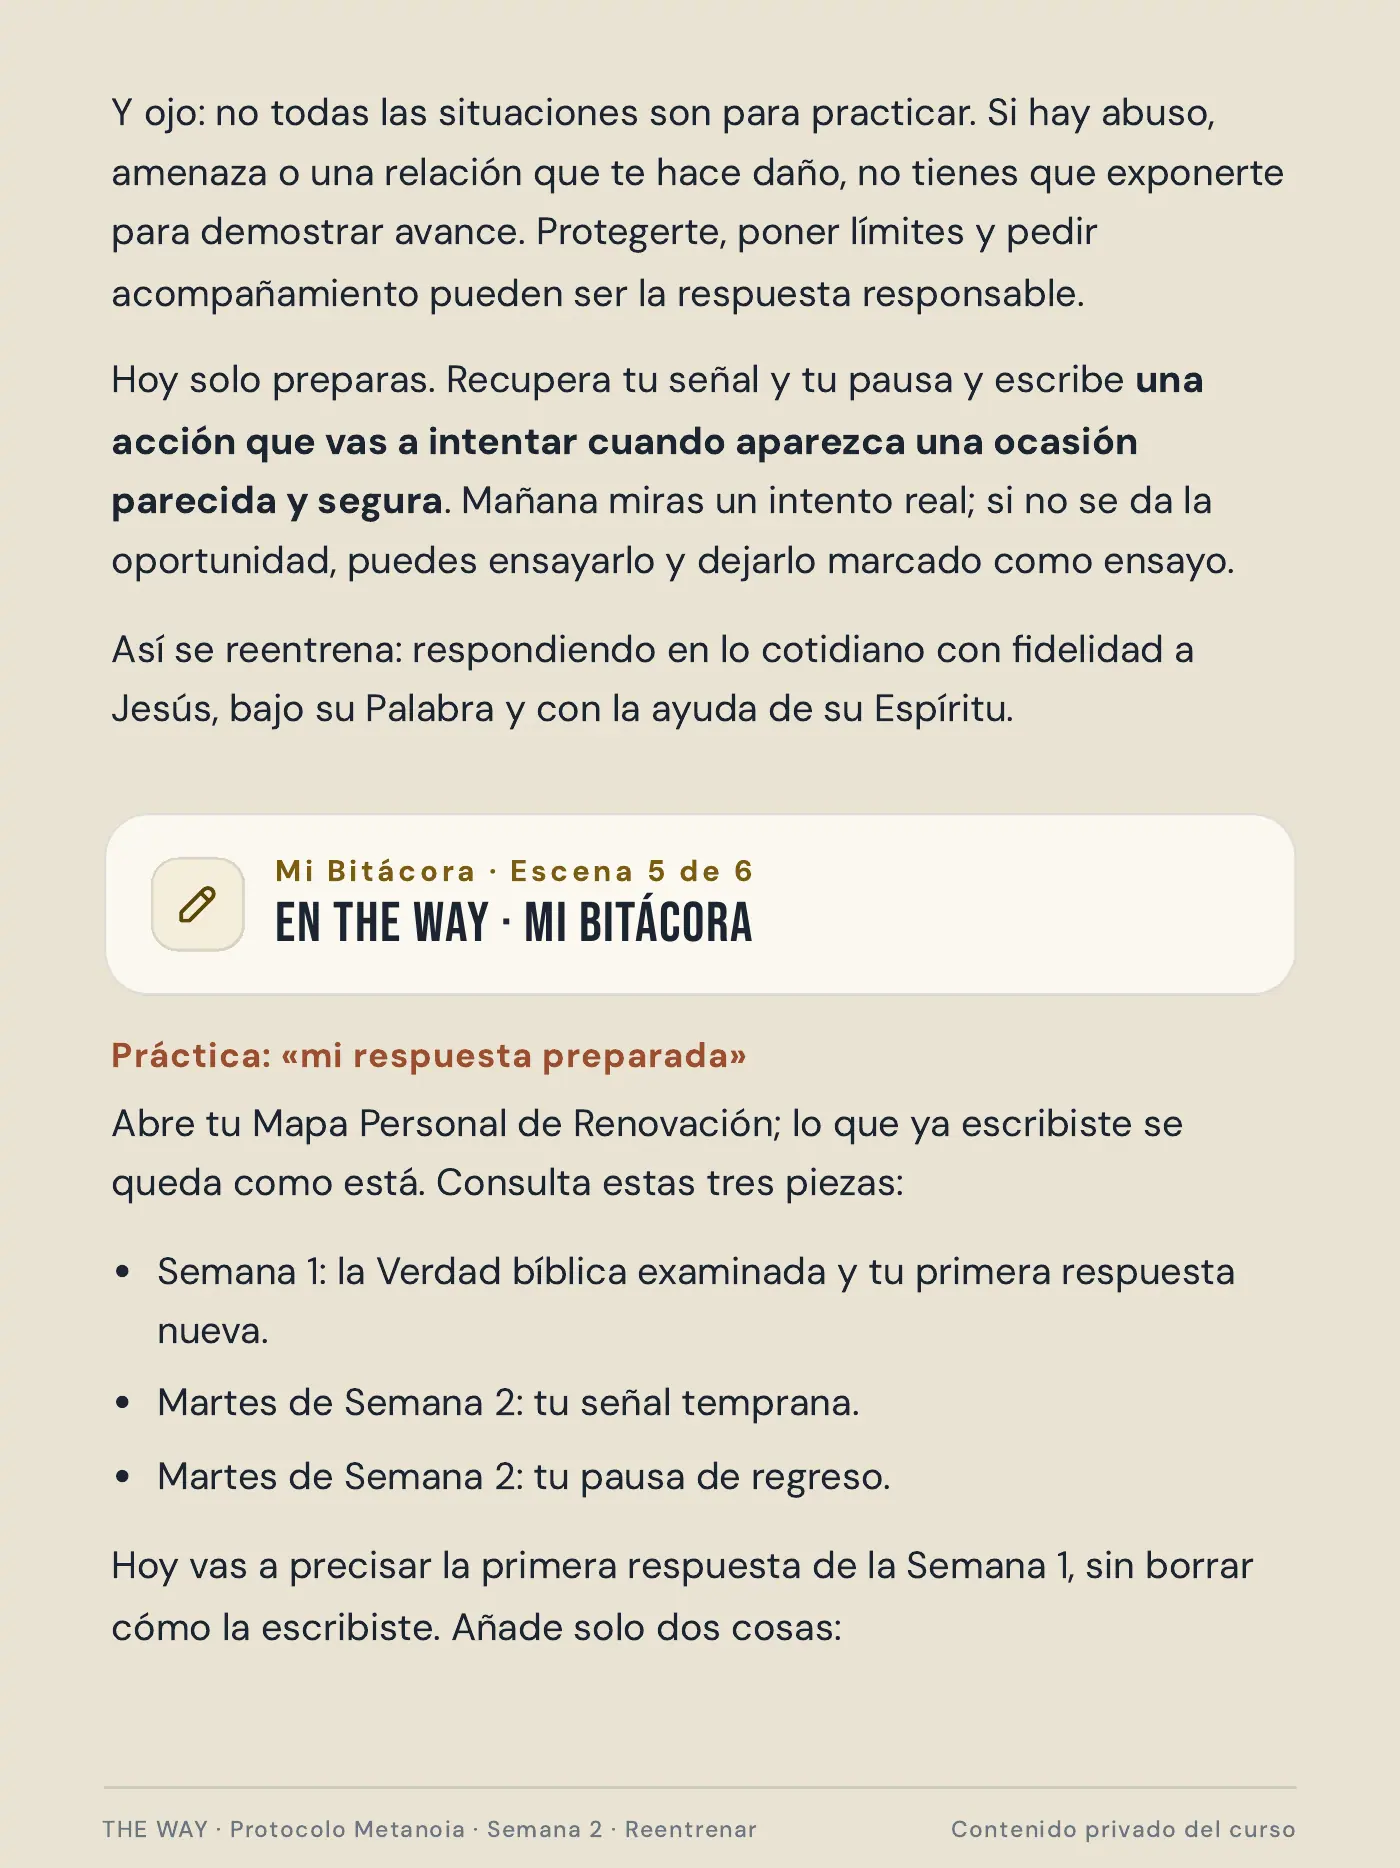 Y ojo: no todas las situaciones son para practicar. Si hay abuso,
amenaza o una relación que te hace daño, no tienes que exponerte
para demostrar avance. Protegerte, poner límites y pedir
acompañamiento pueden ser la respuesta responsable.
Hoy solo preparas. Recupera tu señal y tu pausa y escribe una
acción que vas a intentar cuando aparezca una ocasión
parecida y segura. Mañana miras un intento real; si no se da la
oportunidad, puedes ensayarlo y dejarlo marcado como ensayo.
Así se reentrena: respondiendo en lo cotidiano con fidelidad a
Jesús, bajo su Palabra y con la ayuda de su Espíritu.
Mi Bitácora · Escena 5 de 6
EN THE WAY · MI BITÁCORA
Práctica: «mi respuesta preparada»
Abre tu Mapa Personal de Renovación; lo que ya escribiste se
queda como está. Consulta estas tres piezas:
• Semana 1: la Verdad bíblica examinada y tu primera respuesta
nueva.
• Martes de Semana 2: tu señal temprana.
• Martes de Semana 2: tu pausa de regreso.
Hoy vas a precisar la primera respuesta de la Semana 1, sin borrar
cómo la escribiste. Añade solo dos cosas:
THE WAY · Protocolo Metanoia · Semana 2 · Reentrenar
Contenido privado del curso